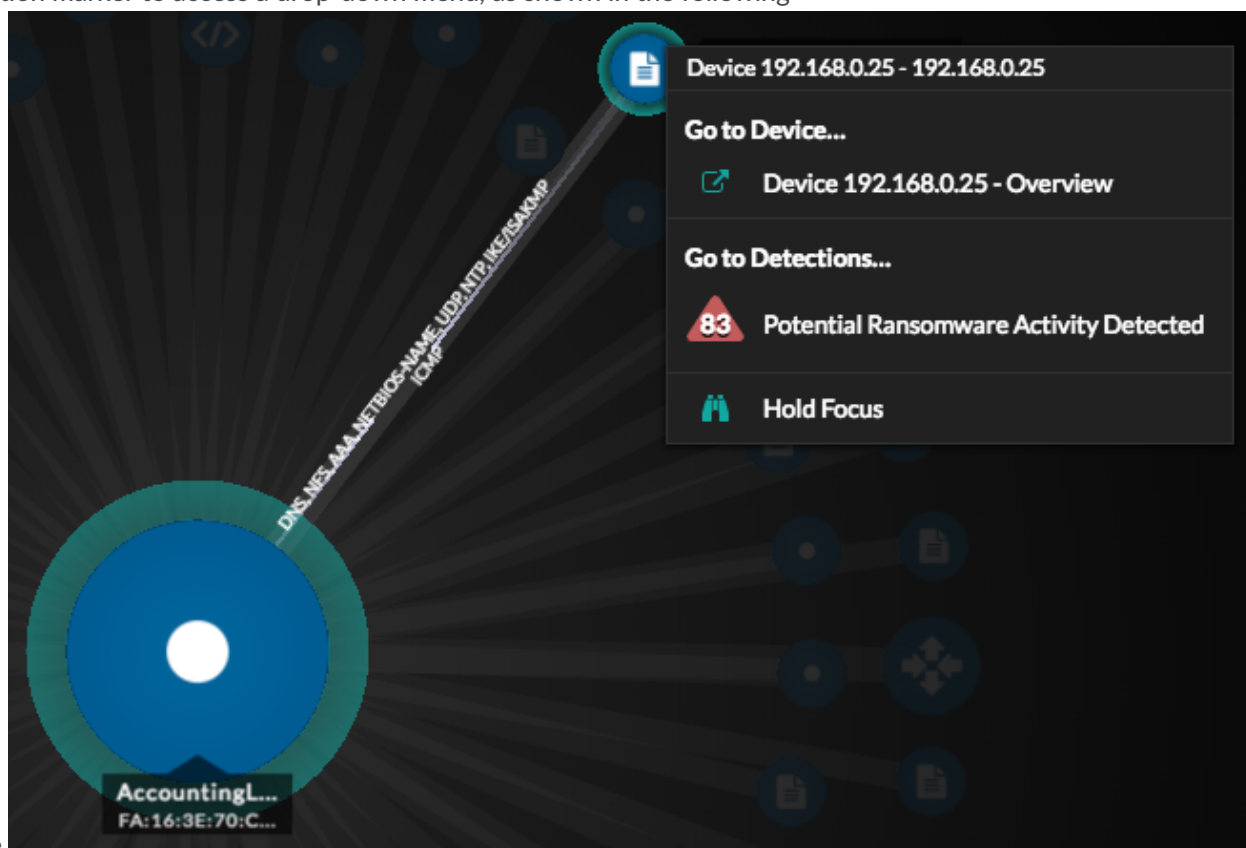 Device 192.168.0.25 - 192.168.0.25
Go to Device...
Device 192.168.0.25 - Overview
Go to Detections...
83 Potential Ransomware Activity Detected
Hold Focus
DNS, NFS, AAA, NETBIOS-NAME, UDP, NTP, IKE/ISAKMP
ICMP
</>
AccountingL...
FA:16:3E:70:C...